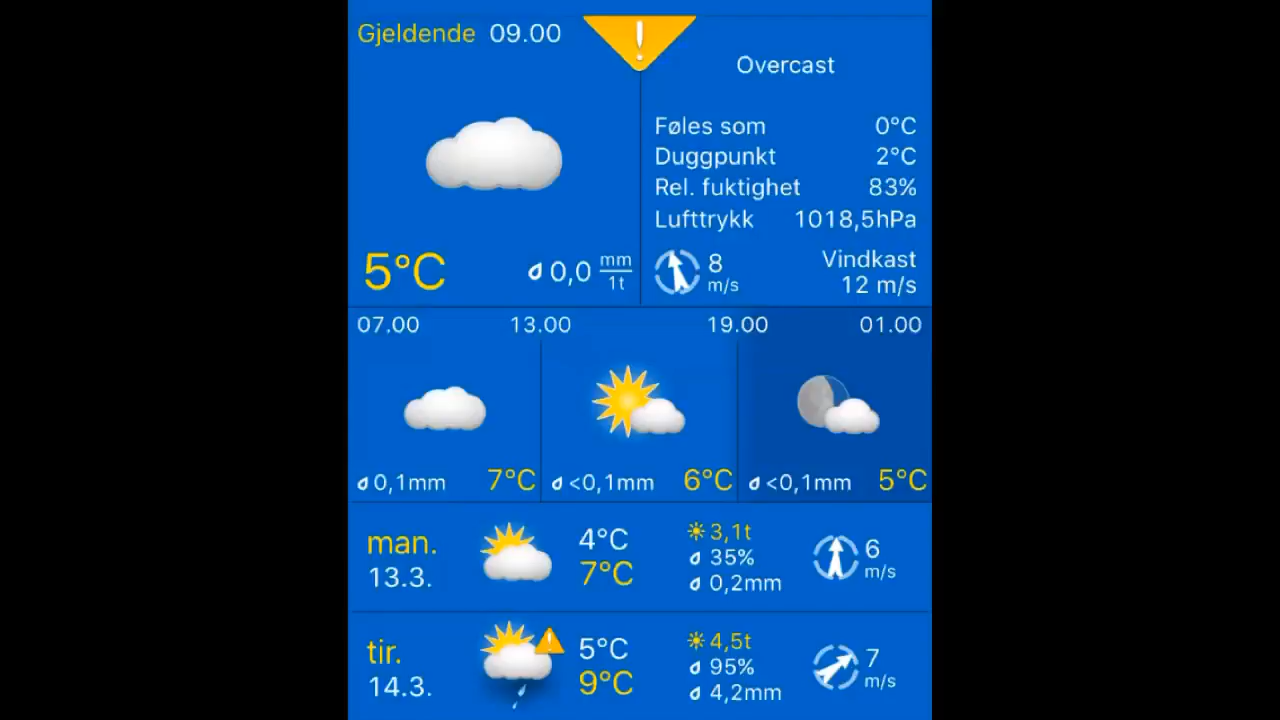 Gjeldende 09.00
Overcast
Føles som 0°C
Duggpunkt 2°C
Rel. fuktighet 83%
Lufttrykk 1018,5hPa
5°C 0,0 mm/1t
8 m/s Vindkast 12 m/s
07.00 13.00 19.00 01.00
0,1mm 7°C <0,1mm 6°C <0,1mm 5°C
man. 13.3. 4°C 7°C 3,1t 35% 0,2mm 6 m/s
tir. 14.3. 5°C 9°C 4,5t 95% 4,2mm 7 m/s